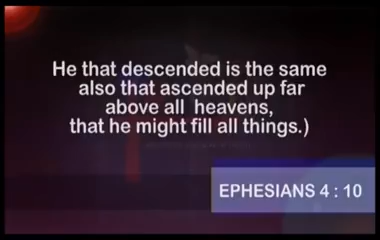 He that descended is the same
also that ascended up far
above all heavens,
that he might fill all things.)
EPHESIANS 4 : 10